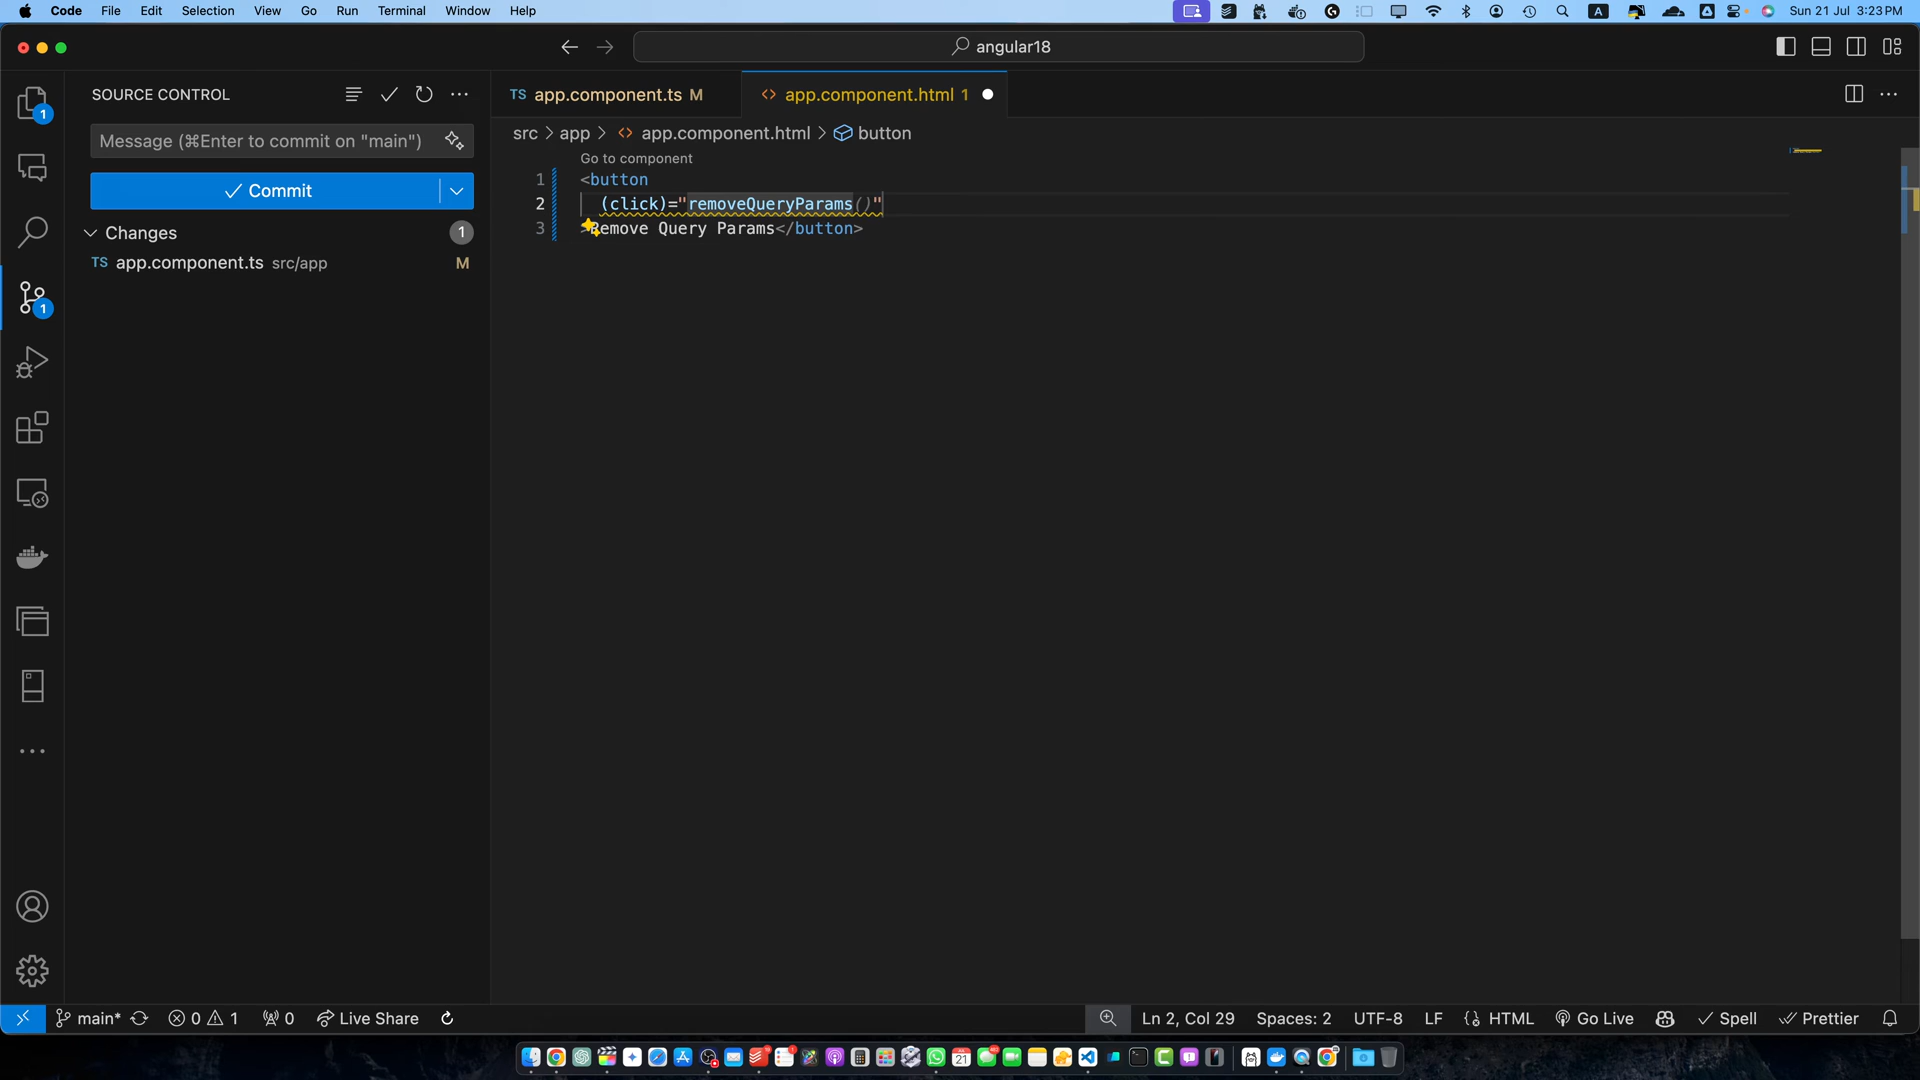 Code File Edit Selection View Go Run Terminal Window Help
Sun 21 Jul 3:23 PM
angular18
SOURCE CONTROL
TS app.component.ts M
<> app.component.html 1
src > app > <> app.component.html > button
Message (⌘Enter to commit on "main")
Commit
Changes 1
TS app.component.ts src/app M
1
1
Go to component
1 <button
2 (click)="removeQueryParams()"
3 >Remove Query Params</button>
main* 0 1 0 Live Share
Ln 2, Col 29 Spaces: 2 UTF-8 LF HTML Go Live Spell Prettier